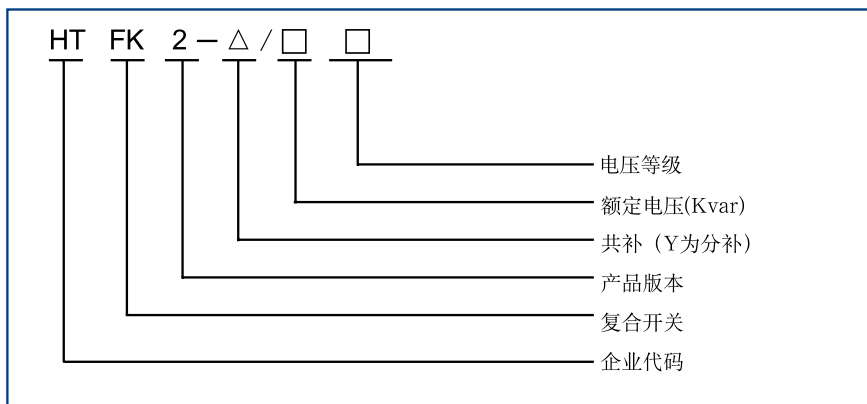 HT FK 2-△/□ □
电压等级
额定电压(Kvar)
共补（Y为分补）
产品版本
复合开关
企业代码